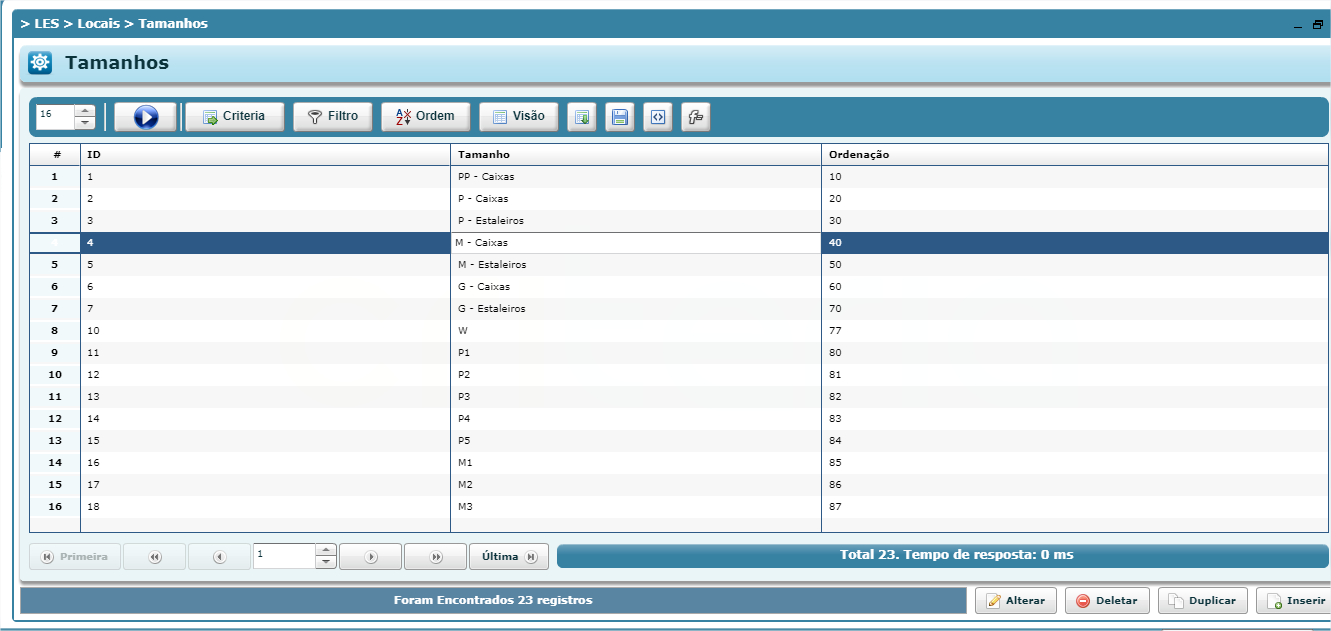 > LES > Locais > Tamanhos
Tamanhos
16 Criteria Filtro Ordem Visão
# ID Tamanho Ordenação
1 1 PP - Caixas 10
2 2 P - Caixas 20
3 3 P - Estaleiros 30
4 4 M - Caixas 40
5 5 M - Estaleiros 50
6 6 G - Caixas 60
7 7 G - Estaleiros 70
8 10 W 77
9 11 P1 80
10 12 P2 81
11 13 P3 82
12 14 P4 83
13 15 P5 84
14 16 M1 85
15 17 M2 86
16 18 M3 87
Primeira 1 Última Total 23. Tempo de resposta: 0 ms
Foram Encontrados 23 registros Alterar Deletar Duplicar Inserir